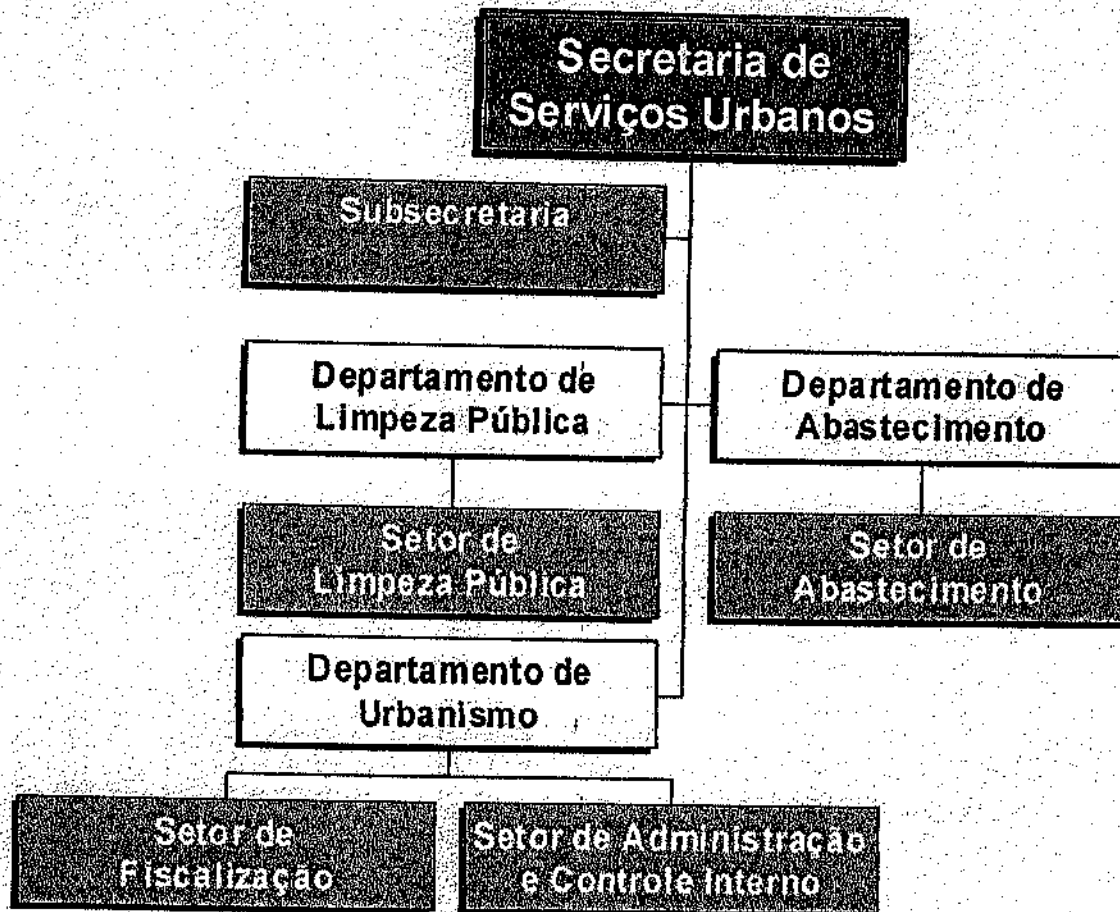 Secretaria de
Serviços Urbanos
Subsecretaria
Departamento de
Limpeza Pública
Departamento de
Abastecimento
Setor de
Limpeza Pública
Setor de
Abastecimento
Departamento de
Urbanismo
Setor de
Fiscalização
Setor de Administração
e Controle Interno